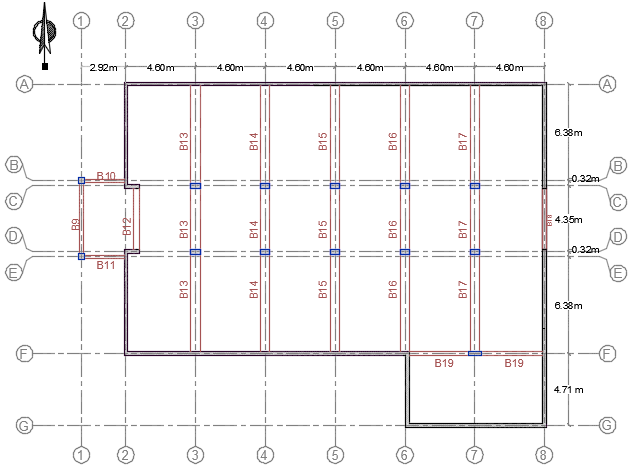 1 2 3 4 5 6 7 8
2.92m 4.60m 4.60m 4.60m 4.60m 4.60m 4.60m
A A
B13 B14 B15 B16 B17 6.38m
B B
B10 0.32m
C C
B9 B12 B13 B14 B15 B16 B17 B18 4.35m
D D
0.32m
B11
E E
B13 B14 B15 B16 B17 6.38m
F F
B19 B19
4.71 m
G G
1 2 3 4 5 6 7 8